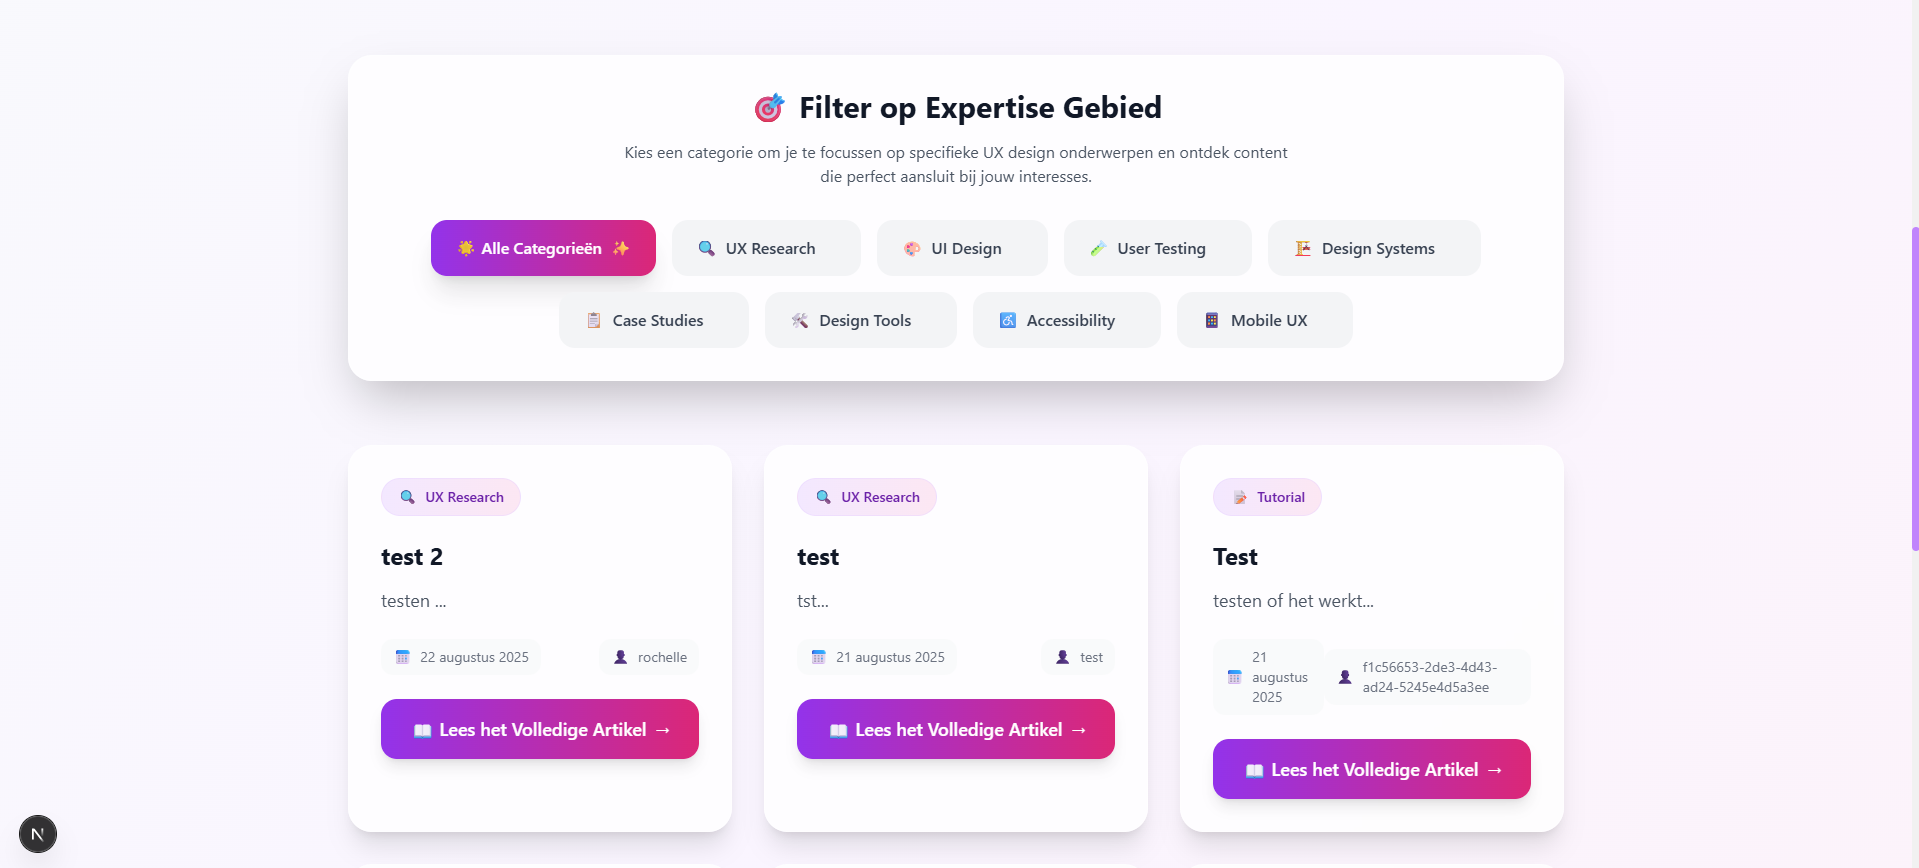 Filter op Expertise Gebied
Kies een categorie om je te focussen op specifieke UX design onderwerpen en ontdek content
die perfect aansluit bij jouw interesses.
Alle Categorieën
UX Research
UI Design
User Testing
Design Systems
Case Studies
Design Tools
Accessibility
Mobile UX
UX Research
test 2
testen ...
22 augustus 2025
rochelle
Lees het Volledige Artikel →
UX Research
test
tst...
21 augustus 2025
test
Lees het Volledige Artikel →
Tutorial
Test
testen of het werkt...
21
augustus
2025
f1c56653-2de3-4d43-
ad24-5245e4d5a3ee
Lees het Volledige Artikel →
N